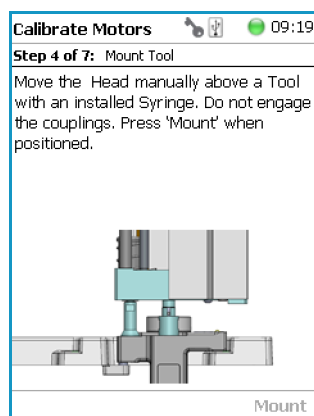 Calibrate Motors 09:19
Step 4 of 7: Mount Tool
Move the Head manually above a Tool
with an installed Syringe. Do not engage
the couplings. Press 'Mount' when
positioned.
Mount